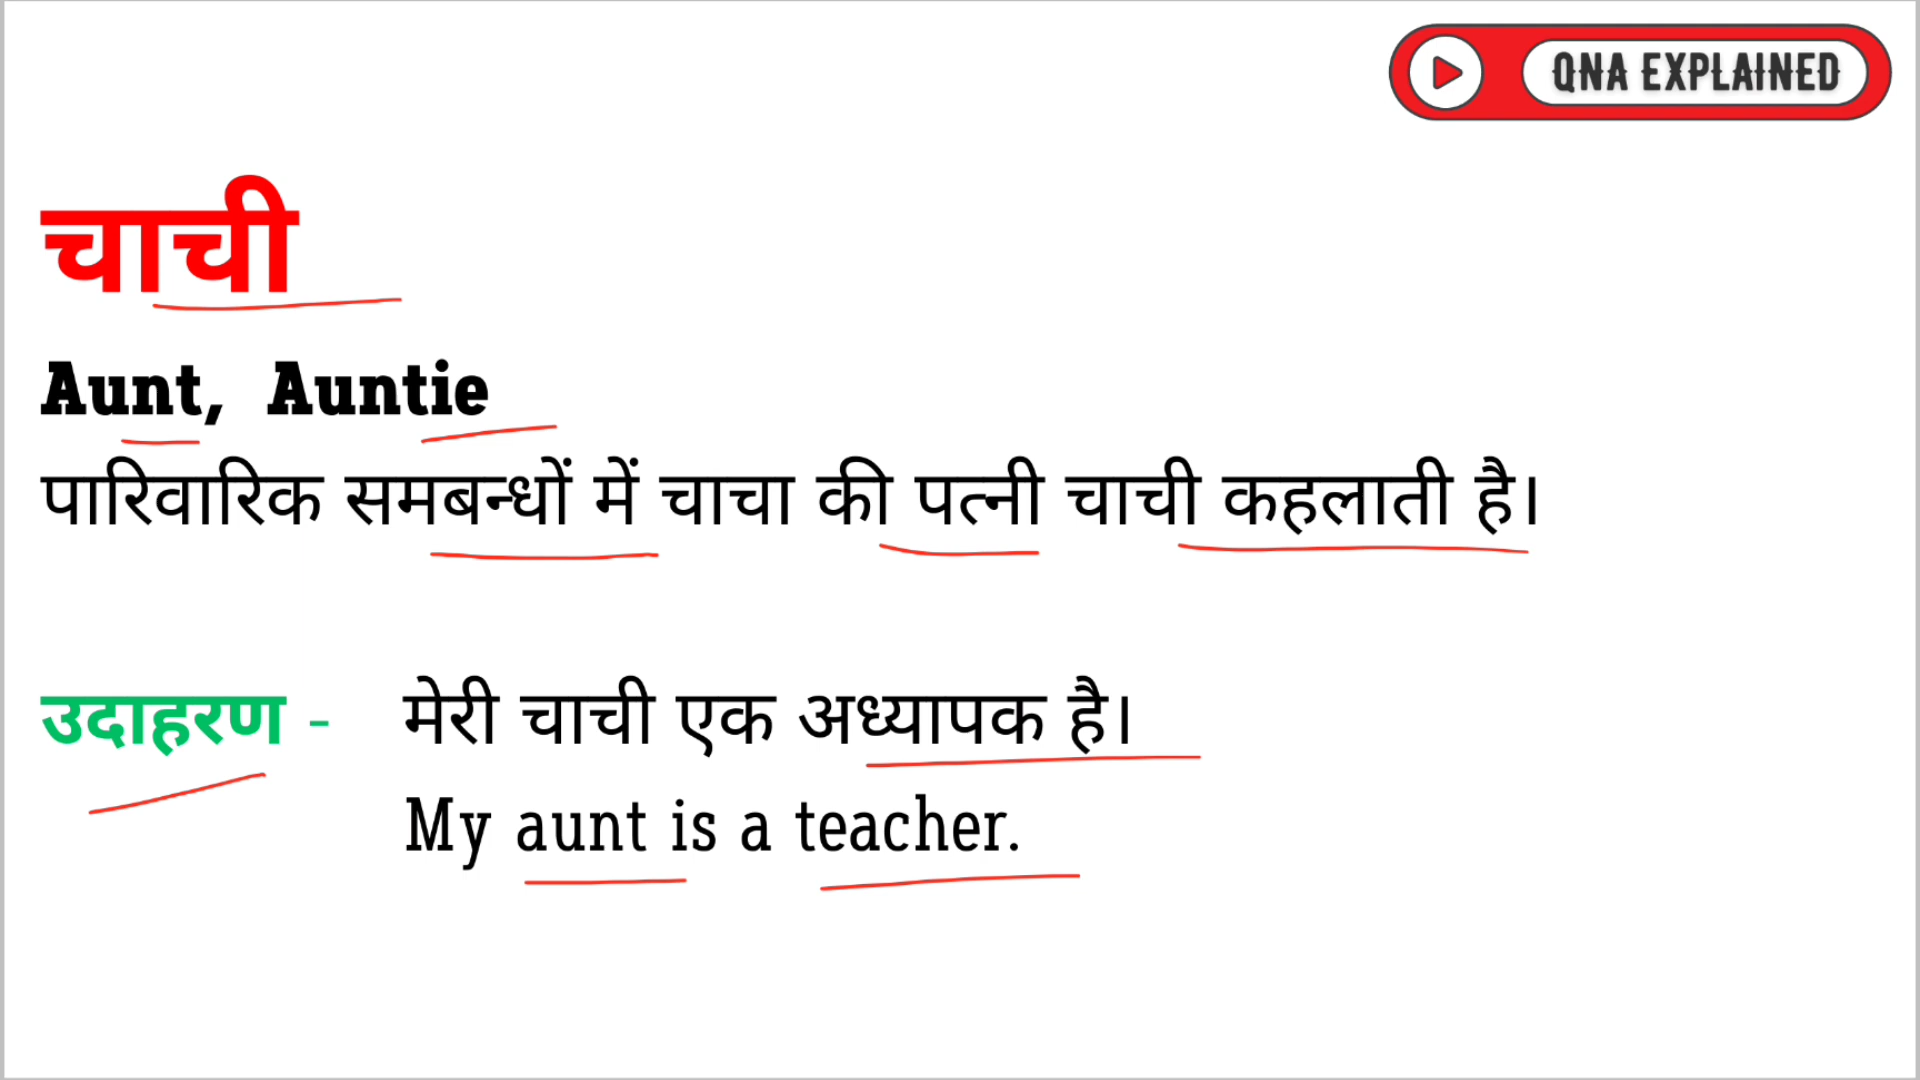 QNA EXPLAINED
चाची
Aunt, Auntie
पारिवारिक समबन्धों में चाचा की पत्नी चाची कहलाती है।
उदाहरण - मेरी चाची एक अध्यापक है।
My aunt is a teacher.